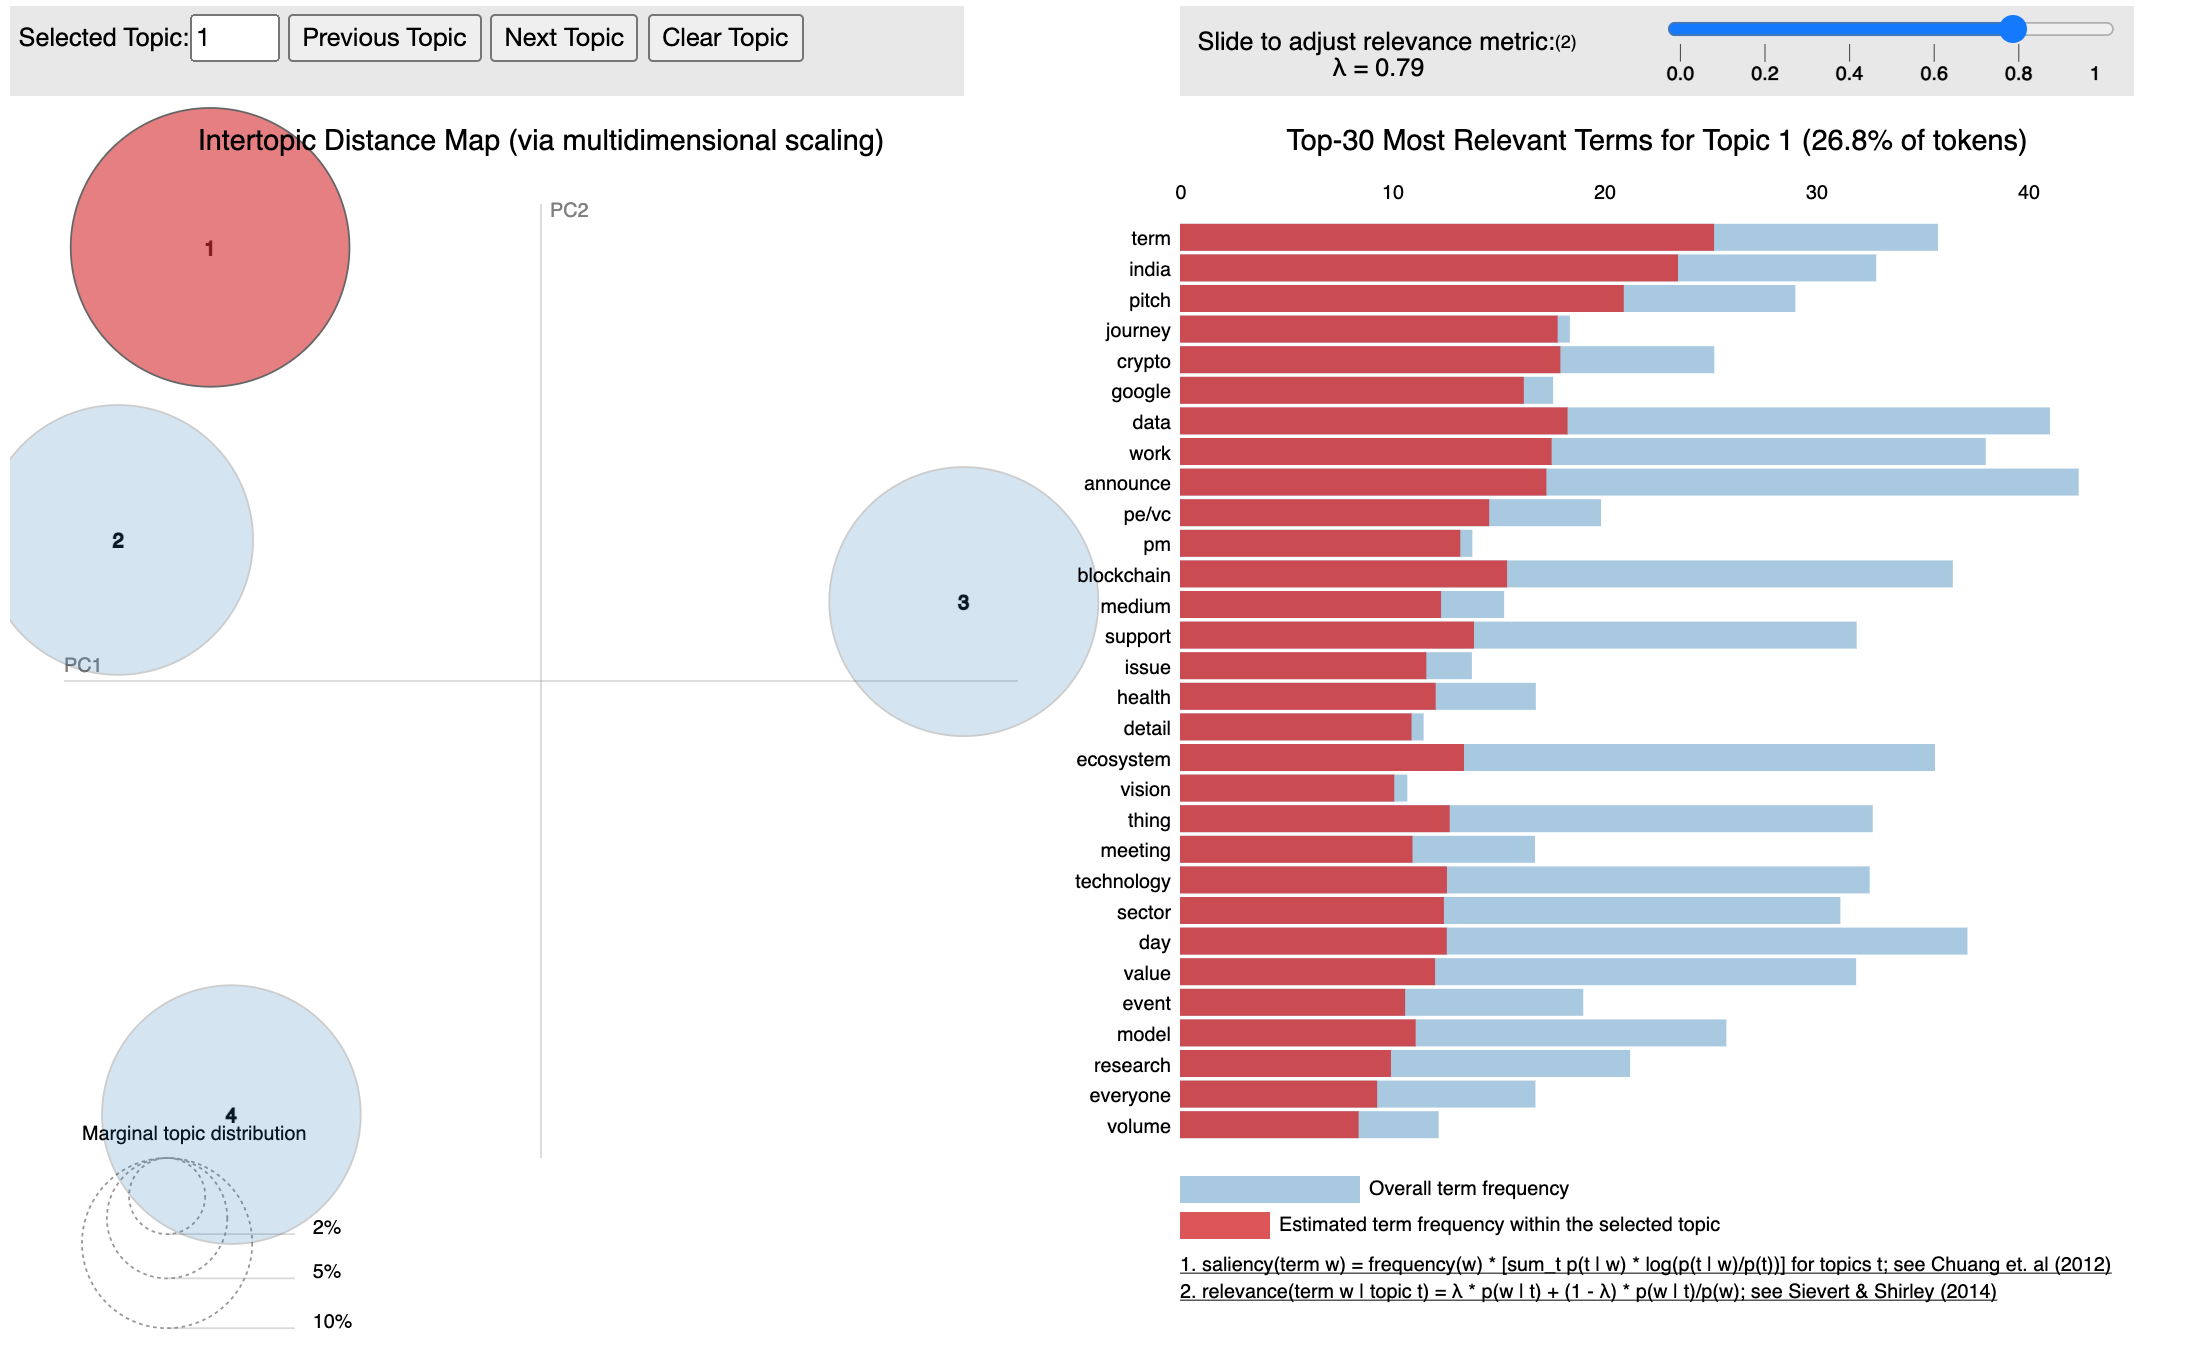 Selected Topic: 1 Previous Topic Next Topic Clear Topic
Slide to adjust relevance metric:(2)
λ = 0.79
0.0 0.2 0.4 0.6 0.8 1
Intertopic Distance Map (via multidimensional scaling)
PC2
1
2
3
PC1
4
Marginal topic distribution
2%
5%
10%
Top-30 Most Relevant Terms for Topic 1 (26.8% of tokens)
0 10 20 30 40
term
india
pitch
journey
crypto
google
data
work
announce
pe/vc
pm
blockchain
medium
support
issue
health
detail
ecosystem
vision
thing
meeting
technology
sector
day
value
event
model
research
everyone
volume
Overall term frequency
Estimated term frequency within the selected topic
1. saliency(term w) = frequency(w) * [sum_t p(t | w) * log(p(t | w)/p(t))] for topics t; see Chuang et. al (2012)
2. relevance(term w | topic t) = λ * p(w | t) + (1 - λ) * p(w | t)/p(w); see Sievert & Shirley (2014)